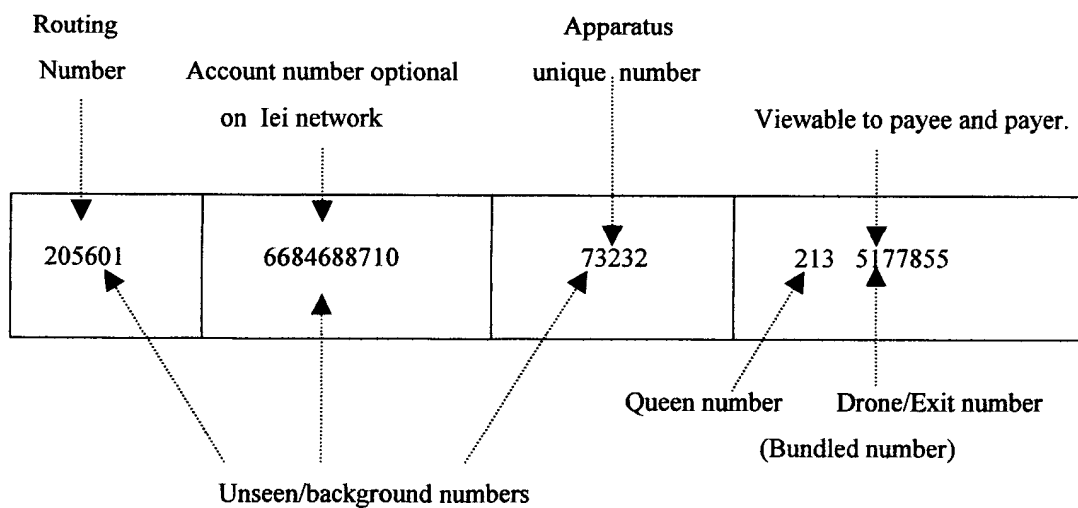 Routing
Number
Account number optional
on Iei network
Apparatus
unique number
Viewable to payee and payer.
205601
6684688710
73232
213 5177855
Queen number
Drone/Exit number
(Bundled number)
Unseen/background numbers